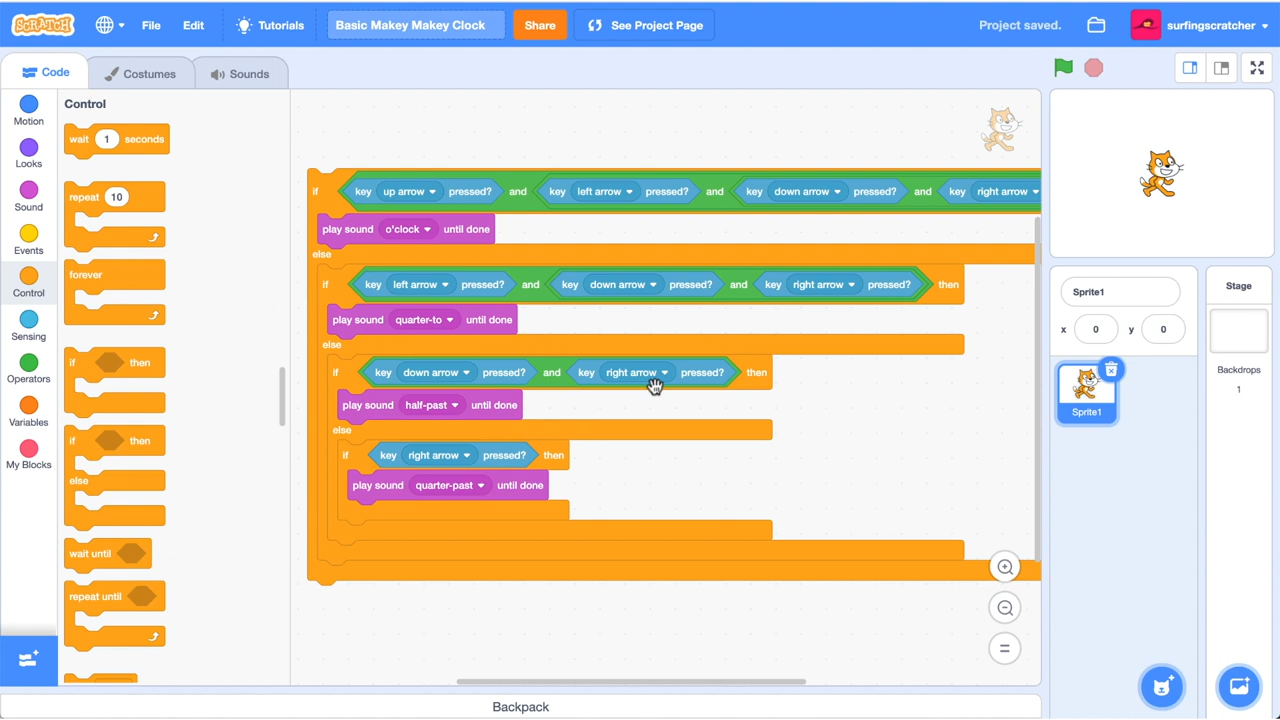 SCRATCH File Edit Tutorials Basic Makey Makey Clock Share See Project Page Project saved. surfingscratcher
Code Costumes Sounds
Motion
Looks
Sound
Events
Control
Sensing
Operators
Variables
My Blocks
Control
wait 1 seconds
repeat 10
forever
if then
if then
else
wait until
repeat until
if key up arrow pressed? and key left arrow pressed? and key down arrow pressed? and key right arrow
play sound o'clock until done
else
if key left arrow pressed? and key down arrow pressed? and key right arrow pressed? then
play sound quarter-to until done
else
if key down arrow pressed? and key right arrow pressed? then
play sound half-past until done
else
if key right arrow pressed? then
play sound quarter-past until done
Sprite1
x 0 y 0
Sprite1
Stage
Backdrops
1
Backpack